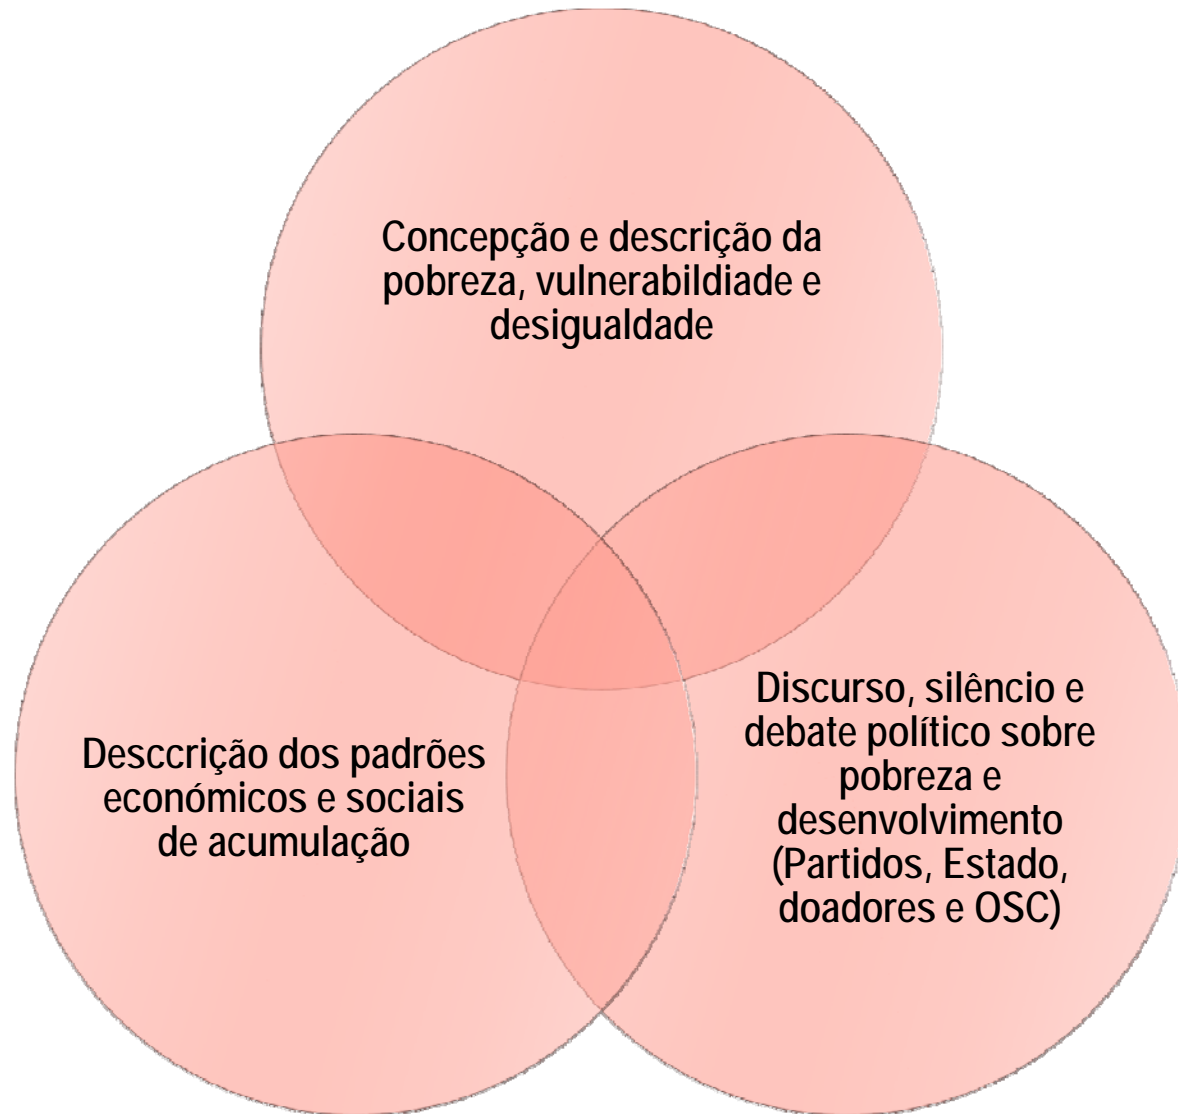 Concepção e descrição da
pobreza, vulnerabildiade e
desigualdade
Desccrição dos padrões
económicos e sociais
de acumulação
Discurso, silêncio e
debate político sobre
pobreza e
desenvolvimento
(Partidos, Estado,
doadores e OSC)